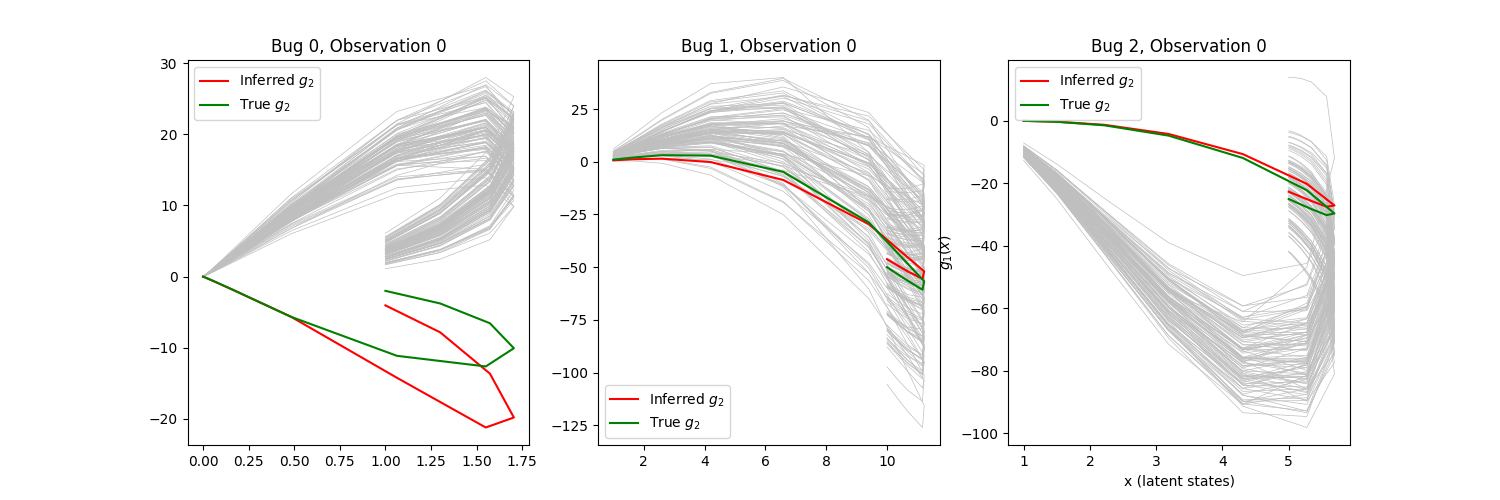 Bug 0, Observation 0
Inferred g₂
True g₂
30
20
10
0
−10
−20
0.00 0.25 0.50 0.75 1.00 1.25 1.50 1.75
Bug 1, Observation 0
25
0
−25
−50
−75
−100
−125
Inferred g₂
True g₂
2 4 6 8 10
Bug 2, Observation 0
Inferred g₂
True g₂
g₁(x)
0
−20
−40
−60
−80
−100
1 2 3 4 5
x (latent states)